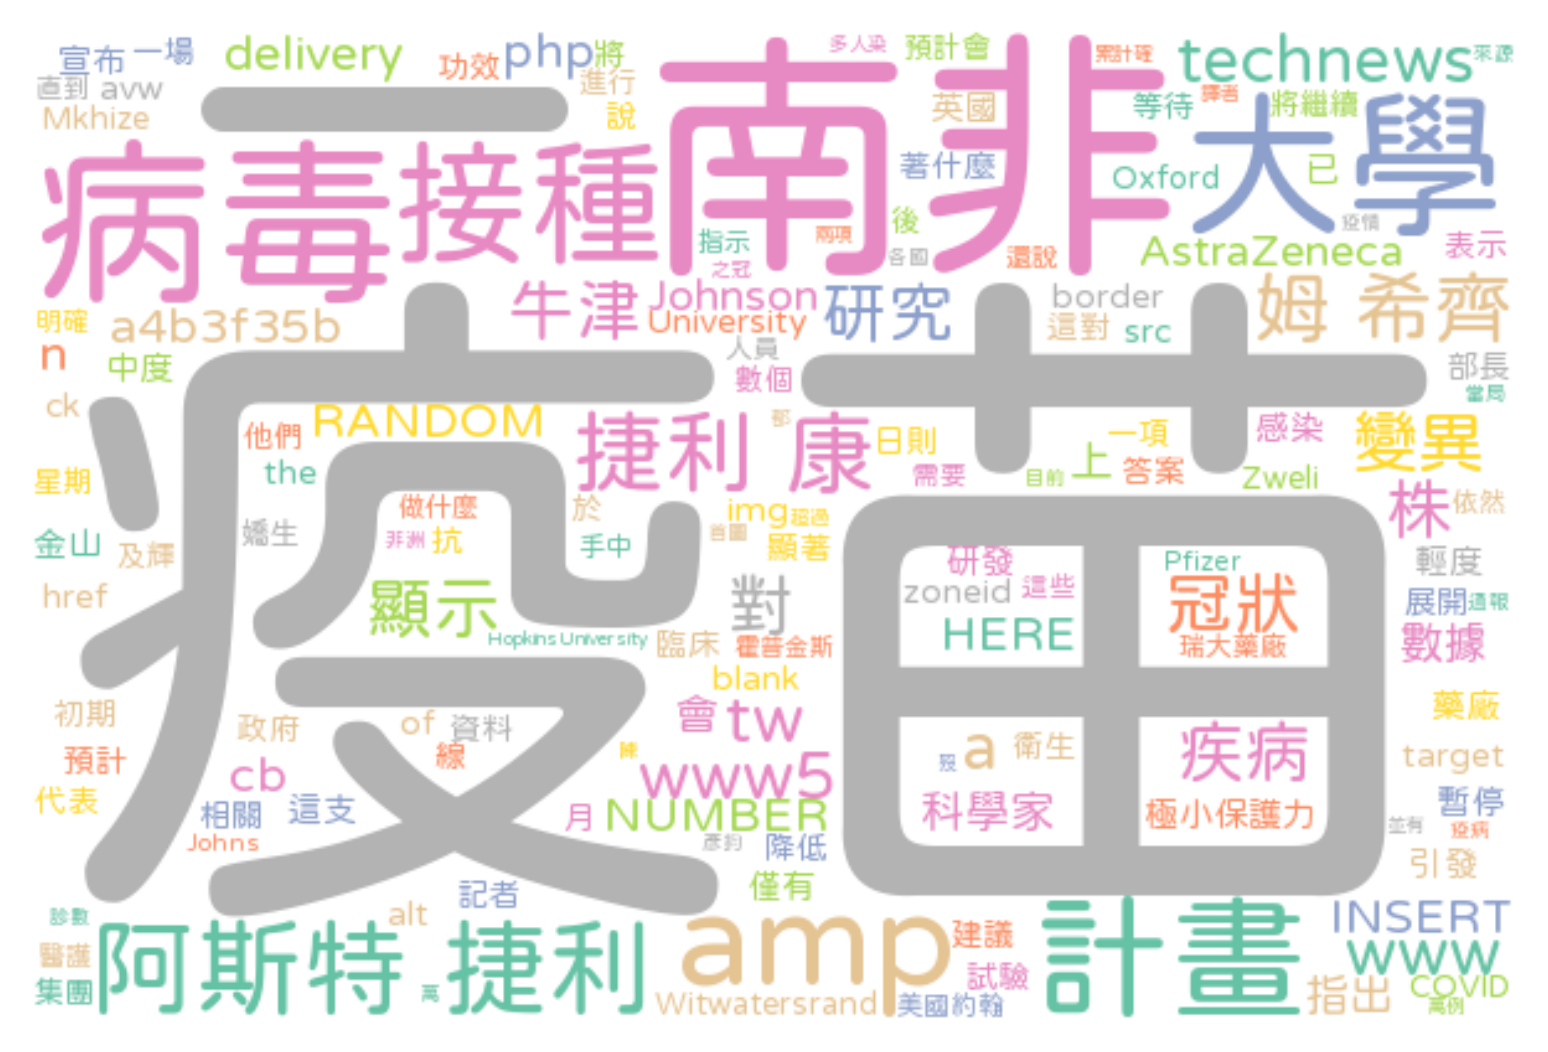 宣布 一場 delivery 功效 php 將 多人染 預計會 累計確 technews 來源
直到 avw 一 進行 譯者
Mkhize 說 英國 等待 將繼續
病毒 接種 南非 著什麼 Oxford 已 大學
指示 兩項 後 疫情
之冠 各國 還說 AstraZeneca 表示
明確 a4b3f35b 牛津 Johnson 研究 border 姆 希齊
n University 這對 src
中度 人員 部長
ck 數個 當局
疫苗
他們 RANDOM 捷利 康 都 日則 一項 感染 變異
星期 the 需要 目前 上 答案 Zweli
做什麼 於 img 超過 株 依然
金山 嬌生 非洲 抗 手中 首圖 顯著
及輝 研發 Pfizer 輕度
href 顯示 對 zoneid 這些 冠狀 展開 通報
Hopkins University 臨床 霍普金斯 HERE 瑞大藥廠 數據
blank
初期 政府 of 資料 會 tw 藥廠
預計 線 陳 a 衛生 疾病 target
cb www5
代表 相關 這支 月 NUMBER 科學家 極小保護力 暫停
Johns 彥鈞 降低 並有 疫病
記者 僅有 引發
診數 alt INSERT
醫護 阿斯特 捷利 amp 建議 計畫 www
集團 萬 試驗 指出 COVID
Witwatersrand 美國約翰 萬例